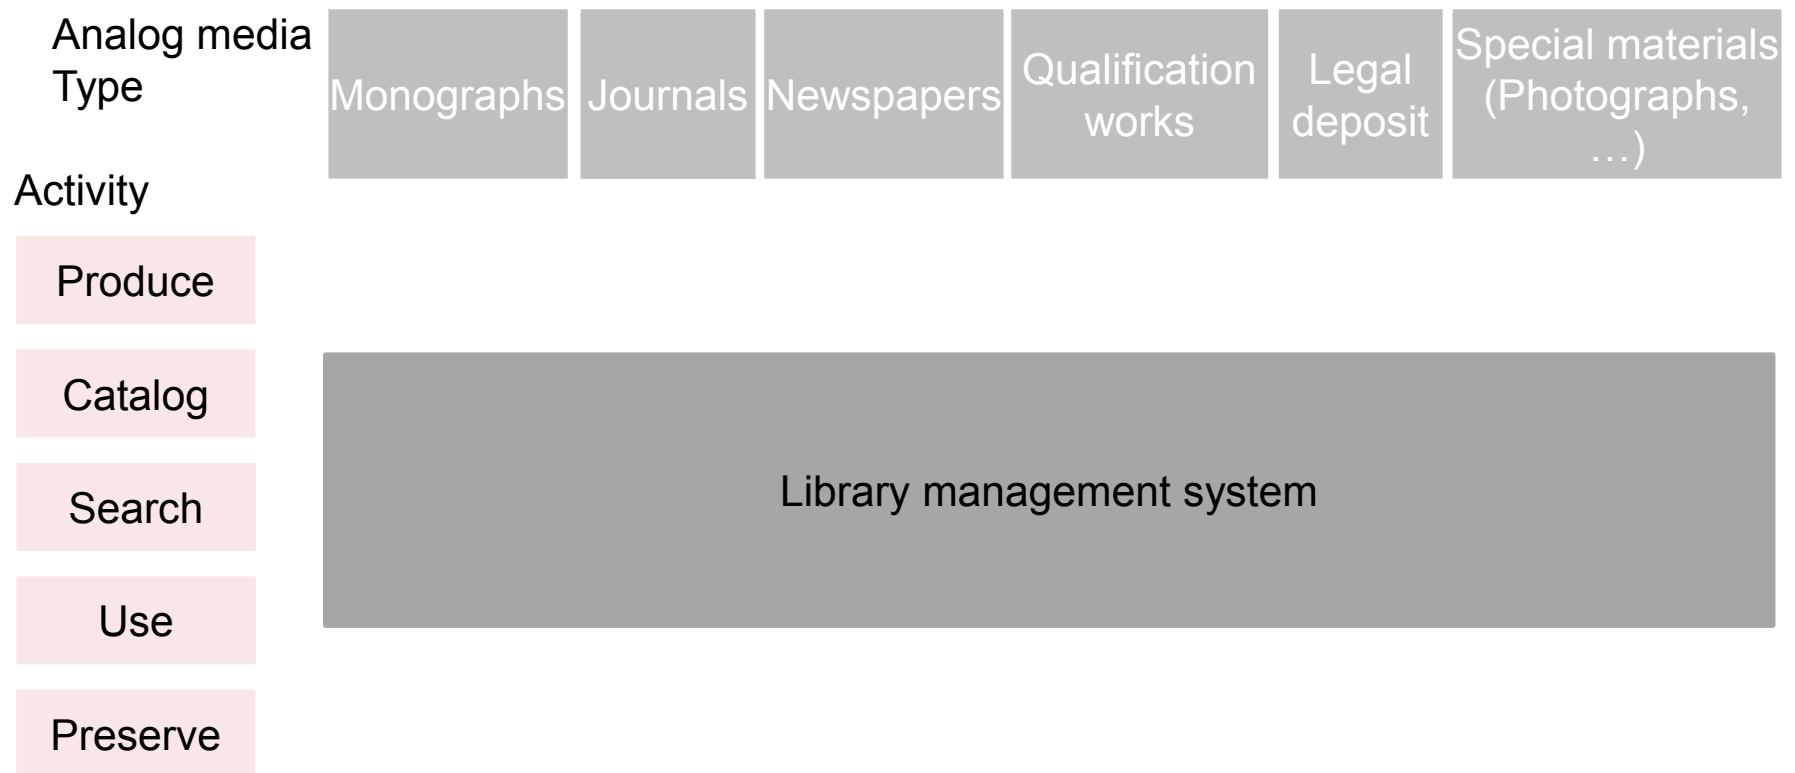 Analog media
Type
Monographs
Journals
Newspapers
Qualification
works
Legal
deposit
Special materials
(Photographs,
…)
Activity
Produce
Catalog
Search
Use
Preserve
Library management system